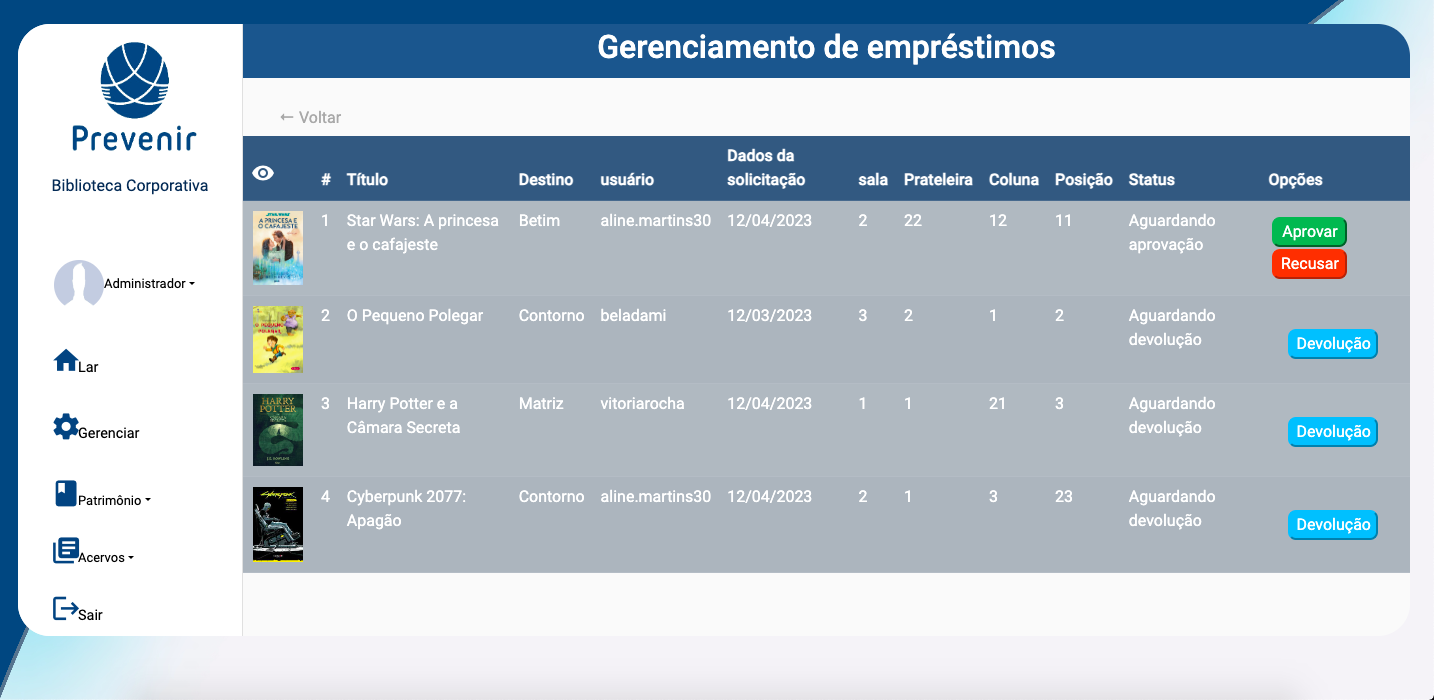 Gerenciamento de empréstimos
Prevenir
Biblioteca Corporativa
Administrador
Lar
Gerenciar
Patrimônio
Acervos
Sair
← Voltar
# Título Destino usuário Dados da solicitação sala Prateleira Coluna Posição Status Opções
1 Star Wars: A princesa e o cafajeste Betim aline.martins30 12/04/2023 2 22 12 11 Aguardando aprovação Aprovar Recusar
2 O Pequeno Polegar Contorno beladami 12/03/2023 3 2 1 2 Aguardando devolução Devolução
3 Harry Potter e a Câmara Secreta Matriz vitoriarocha 12/04/2023 1 1 21 3 Aguardando devolução Devolução
4 Cyberpunk 2077: Apagão Contorno aline.martins30 12/04/2023 2 1 3 23 Aguardando devolução Devolução
STAR WARS
A PRINCESA E
O CAFAJESTE
O PEQUENO
POLEGAR
HARRY
POTTER